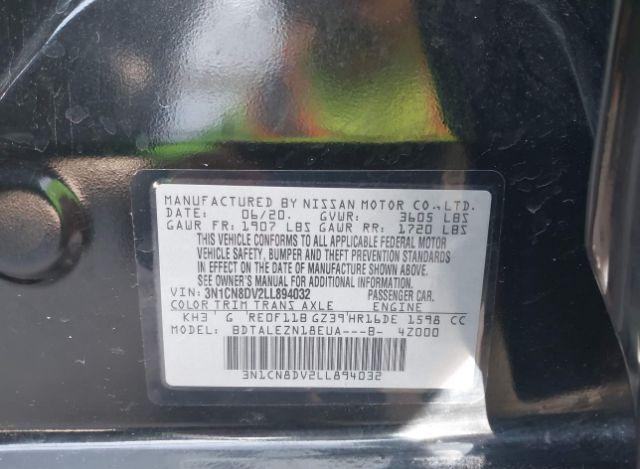 MANUFACTURED BY NISSAN MOTOR CO.,LTD.
DATE: 06/20. GVWR: 3605 LBS
GAWR FR: 1907 LBS GAWR RR: 1720 LBS
THIS VEHICLE CONFORMS TO ALL APPLICABLE FEDERAL MOTOR
VEHICLE SAFETY, BUMPER AND THEFT PREVENTION STANDARDS
IN EFFECT ON THE DATE OF MANUFACTURE SHOWN ABOVE.
SEE OWNER'S MANUAL FOR ADDITIONAL INFORMATION.
VIN: 3N1CN8DV2LL894032 PASSENGER CAR.
COLOR TRIM TRANS AXLE ENGINE
KH3 G RE0F11B GZ39 HR16DE 1598 CC
MODEL: BDTALEZN18EUA---B- 4Z000
3N1CN8DV2LL894032